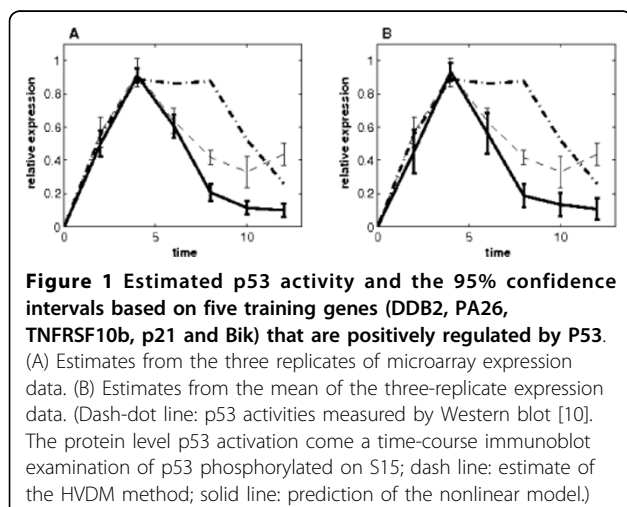 A
B
relative expression
1
0.8
0.6
0.4
0.2
0
0
5
10
time
relative expression
1
0.8
0.6
0.4
0.2
0
0
5
10
time
Figure 1 Estimated p53 activity and the 95% confidence
intervals based on five training genes (DDB2, PA26,
TNFRSF10b, p21 and Bik) that are positively regulated by P53.
(A) Estimates from the three replicates of microarray expression
data. (B) Estimates from the mean of the three-replicate expression
data. (Dash-dot line: p53 activities measured by Western blot [10].
The protein level p53 activation come a time-course immunoblot
examination of p53 phosphorylated on S15; dash line: estimate of
the HVDM method; solid line: prediction of the nonlinear model.)